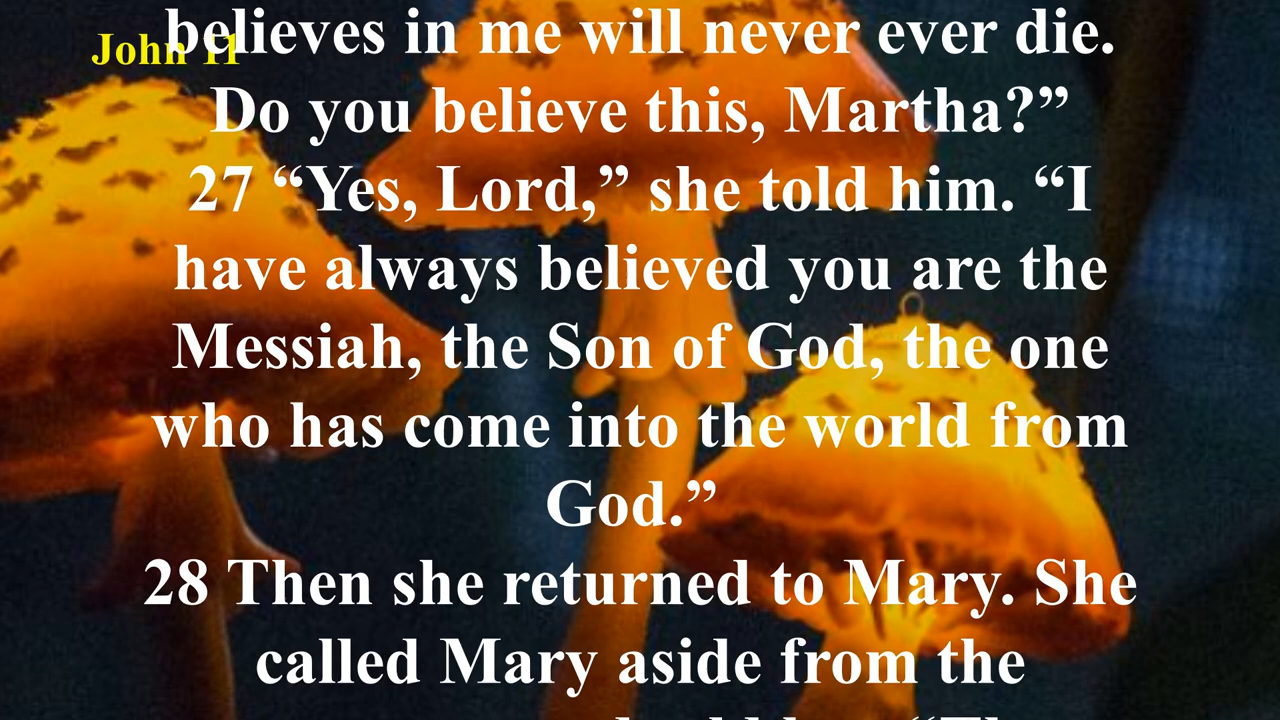 John 11
believes in me will never ever die.
Do you believe this, Martha?”
27 “Yes, Lord,” she told him. “I
have always believed you are the
Messiah, the Son of God, the one
who has come into the world from
God.”
28 Then she returned to Mary. She
called Mary aside from the